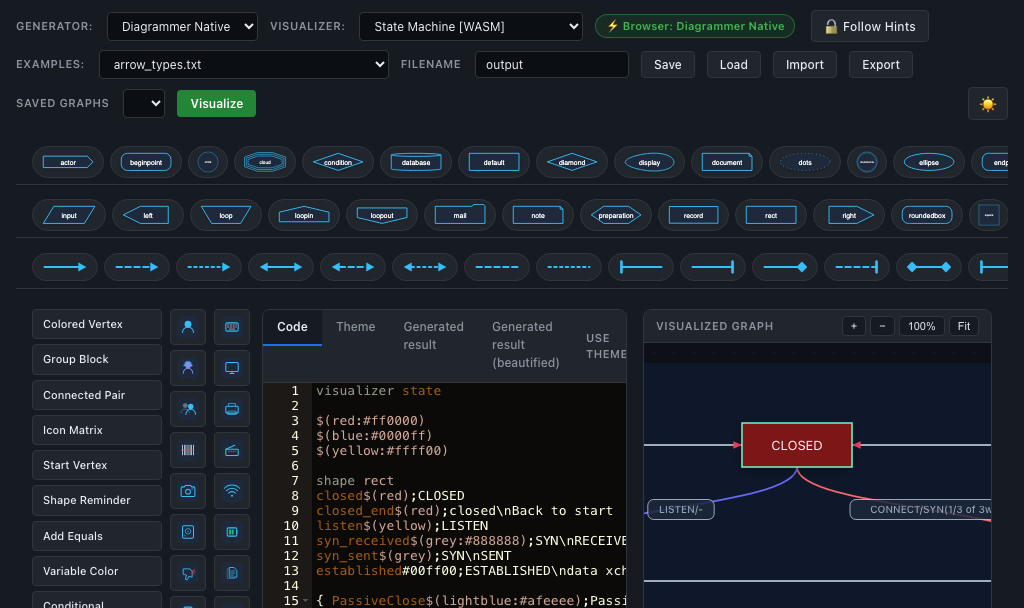 GENERATOR: Diagrammer Native VISUALIZER: State Machine [WASM] ⚡ Browser: Diagrammer Native 🔓 Follow Hints
EXAMPLES: arrow_types.txt FILENAME output Save Load Import Export
SAVED GRAPHS Visualize
actor beginpoint cloud condition database default diamond display document dots ellipse endp
input left loop loopin loopout mail note preparation record rect right roundedbox
Colored Vertex
Group Block
Connected Pair
Icon Matrix
Start Vertex
Shape Reminder
Add Equals
Variable Color
Conditional
Code Theme Generated result Generated result (beautified) USE THEME
1 visualizer state
2
3 $(red:#ff0000)
4 $(blue:#0000ff)
5 $(yellow:#ffff00)
6
7 shape rect
8 closed$(red);CLOSED
9 closed_end$(red);closed\nBack to start
10 listen$(yellow);LISTEN
11 syn_received$(grey:#888888);SYN\nRECEIVE
12 syn_sent$(grey);SYN\nSENT
13 established#00ff00;ESTABLISHED\ndata xch
14
15 { PassiveClose$(lightblue:#afeeee);Passi
VISUALIZED GRAPH + − 100% Fit
CLOSED
LISTEN/- CONNECT/SYN(1/3 of 3w